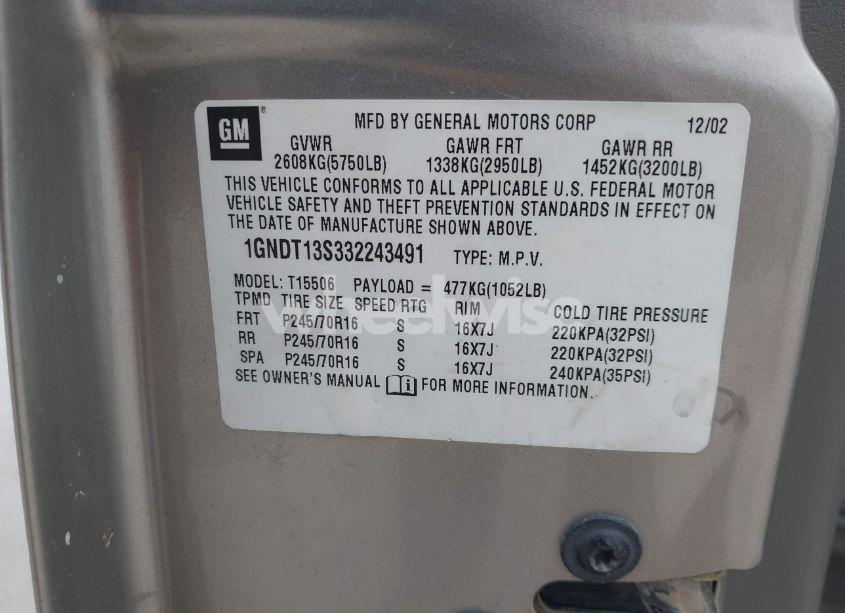 GM ® MFD BY GENERAL MOTORS CORP 12/02
GVWR GAWR FRT GAWR RR
2608KG(5750LB) 1338KG(2950LB) 1452KG(3200LB)
THIS VEHICLE CONFORMS TO ALL APPLICABLE U.S. FEDERAL MOTOR
VEHICLE SAFETY AND THEFT PREVENTION STANDARDS IN EFFECT ON
THE DATE OF MANUFACTURE SHOWN ABOVE.
1GNDT13S332243491 TYPE: M.P.V.
MODEL: T15506 PAYLOAD = 477KG(1052LB)
TPMD TIRE SIZE SPEED RTG RIM COLD TIRE PRESSURE
FRT P245/70R16 S 16X7J 220KPA(32PSI)
RR P245/70R16 S 16X7J 220KPA(32PSI)
SPA P245/70R16 S 16X7J 240KPA(35PSI)
SEE OWNER'S MANUAL FOR MORE INFORMATION.
wheelwise